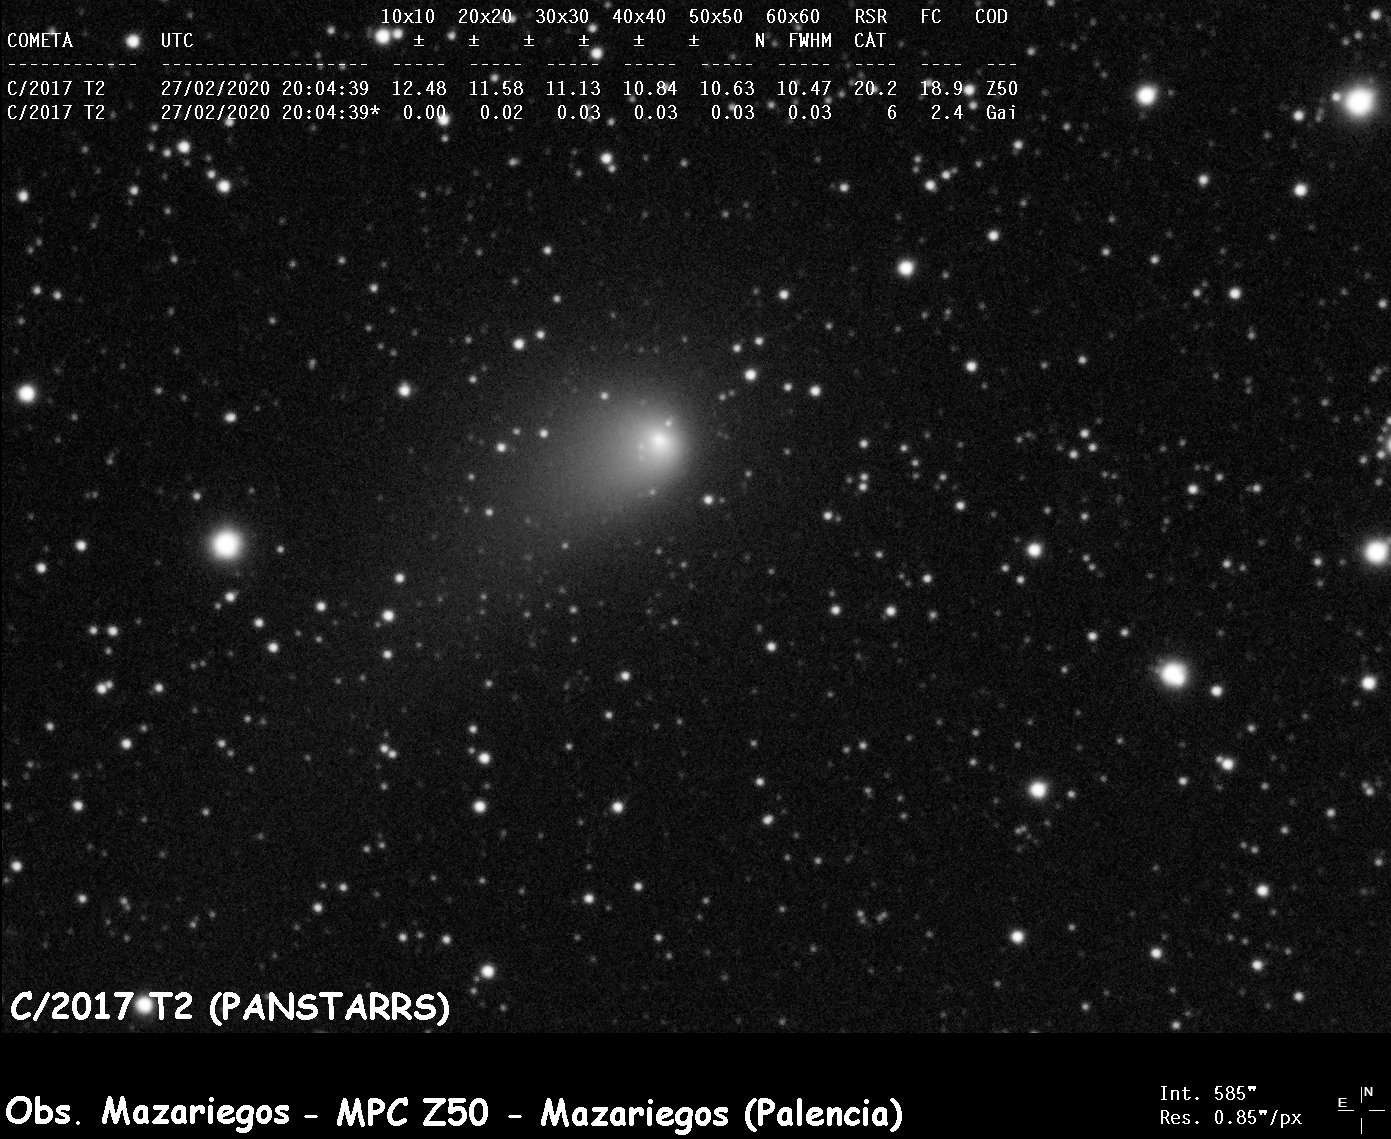 10x10 20x20 30x30 40x40 50x50 60x60 RSR FC COD
COMETA UTC ± ± ± ± ± ± N FWHM CAT
------------ ------------------- ----- ----- ----- ----- ----- ----- ---- ---- ---
C/2017 T2 27/02/2020 20:04:39 12.48 11.58 11.13 10.84 10.63 10.47 20.2 18.9 Z50
C/2017 T2 27/02/2020 20:04:39* 0.00 0.02 0.03 0.03 0.03 0.03 6 2.4 Gai
C/2017 T2 (PANSTARRS)
Obs. Mazariegos - MPC Z50 - Mazariegos (Palencia)
Int. 585"
Res. 0.85"/px
N
E